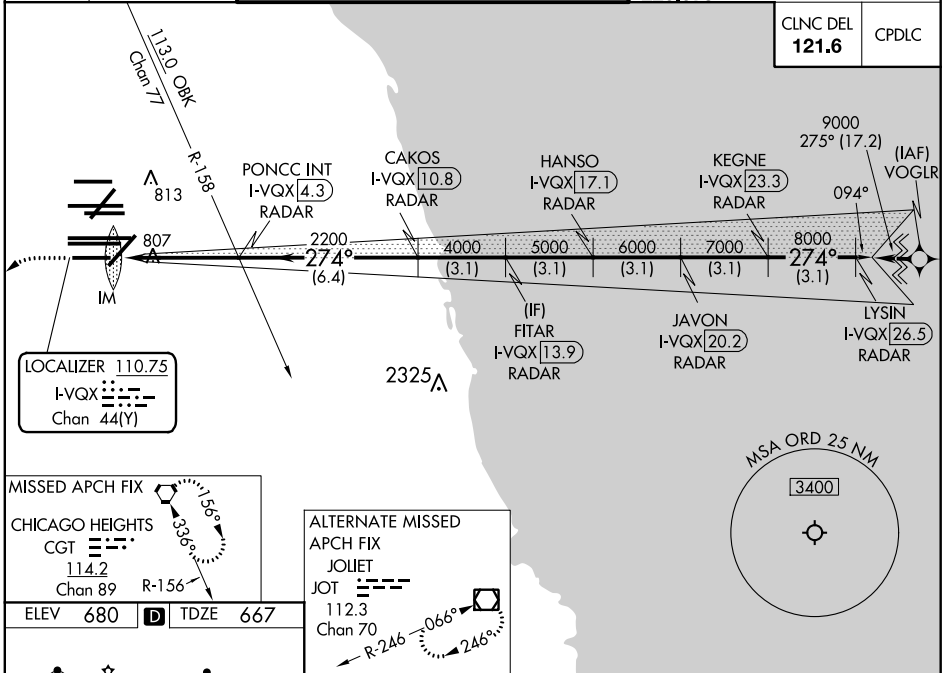 CLNC DEL
121.6
CPDLC
113.0 OBK
Chan 77
R-158
813
807
IM
PONCC INT
I-VQX 4.3
RADAR
CAKOS
I-VQX 10.8
RADAR
HANSO
I-VQX 17.1
RADAR
KEGNE
I-VQX 23.3
RADAR
9000
275° (17.2)
094°
(IAF)
VOGLR
2200
274°
(6.4)
4000
(3.1)
5000
(3.1)
6000
(3.1)
7000
(3.1)
8000
274°
(3.1)
(IF)
FITAR
I-VQX 13.9
RADAR
JAVON
I-VQX 20.2
RADAR
LYSIN
I-VQX 26.5
RADAR
LOCALIZER 110.75
I-VQX
Chan 44(Y)
2325
MSA ORD 25 NM
3400
MISSED APCH FIX
CHICAGO HEIGHTS
CGT
114.2
Chan 89
R-156
156°
336°
ALTERNATE MISSED
APCH FIX
JOLIET
JOT
112.3
Chan 70
R-246
066°
246°
ELEV 680 D TDZE 667